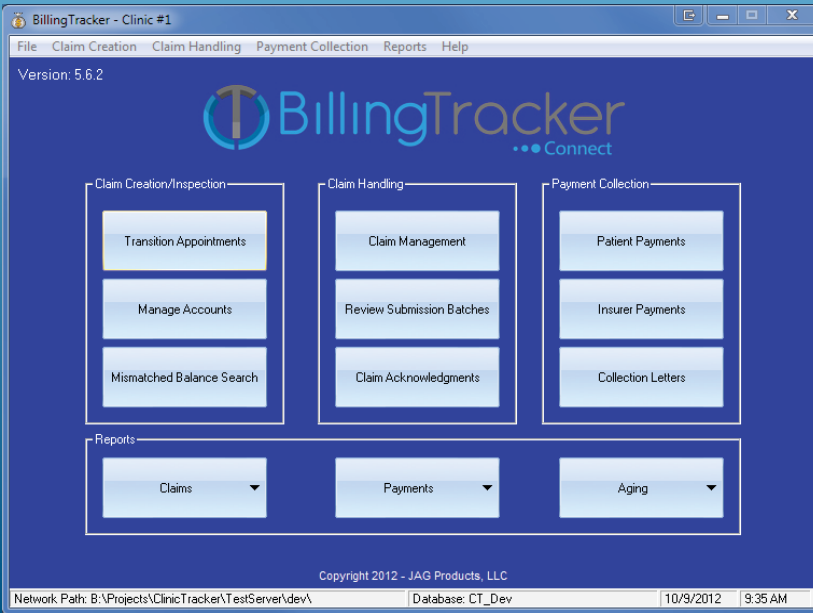 BillingTracker - Clinic #1
File Claim Creation Claim Handling Payment Collection Reports Help
Version: 5.6.2
BillingTracker
Connect
Claim Creation/Inspection
Transition Appointments
Manage Accounts
Mismatched Balance Search
Claim Handling
Claim Management
Review Submission Batches
Claim Acknowledgments
Payment Collection
Patient Payments
Insurer Payments
Collection Letters
Reports
Claims
Payments
Aging
Copyright 2012 - JAG Products, LLC
Network Path: B:\Projects\ClinicTracker\TestServer\dev\ Database: CT_Dev 10/9/2012 9:35 AM